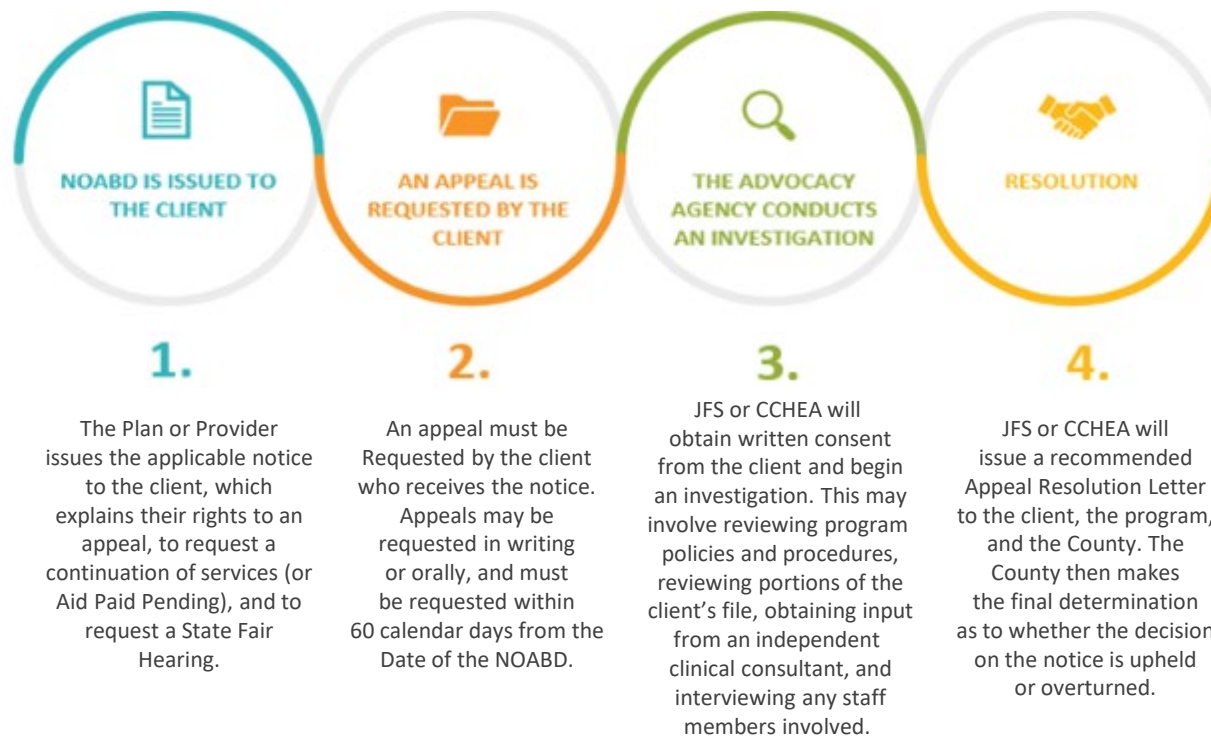 NOABD IS ISSUED TO
THE CLIENT
1.
The Plan or Provider
issues the applicable notice
to the client, which
explains their rights to an
appeal, to request a
continuation of services (or
Aid Paid Pending), and to
request a State Fair
Hearing.
AN APPEAL IS
REQUESTED BY THE
CLIENT
2.
An appeal must be
Requested by the client
who receives the notice.
Appeals may be
requested in writing
or orally, and must
be requested within
60 calendar days from the
Date of the NOABD.
THE ADVOCACY
AGENCY CONDUCTS
AN INVESTIGATION
3.
JFS or CCHEA will
obtain written consent
from the client and begin
an investigation. This may
involve reviewing program
policies and procedures,
reviewing portions of the
client’s file, obtaining input
from an independent
clinical consultant, and
interviewing any staff
members involved.
RESOLUTION
4.
JFS or CCHEA will
issue a recommended
Appeal Resolution Letter
to the client, the program,
and the County. The
County then makes
the final determination
as to whether the decision
on the notice is upheld
or overturned.